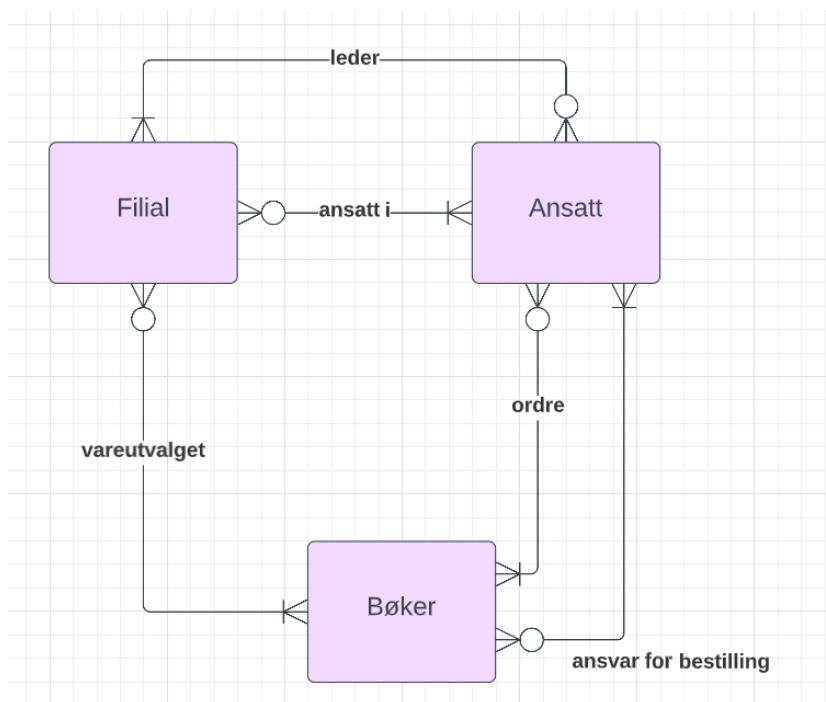 leder
Filial
Ansatt
ansatt i
ordre
vareutvalget
Bøker
ansvar for bestilling